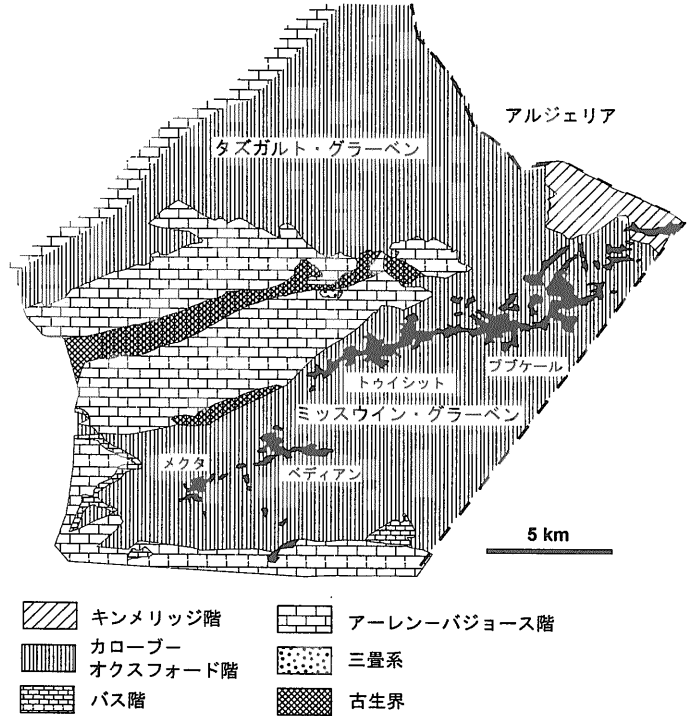 アルジェリア
タズガルト・グラーベン
ブブケール
トゥイシット
ミッスウイン・グラーベン
メクタ
ベディアン
5 km
キンメリッジ階
カローブー
オクスフォード階
バス階
アーレンーバジョース階
三畳系
古生界